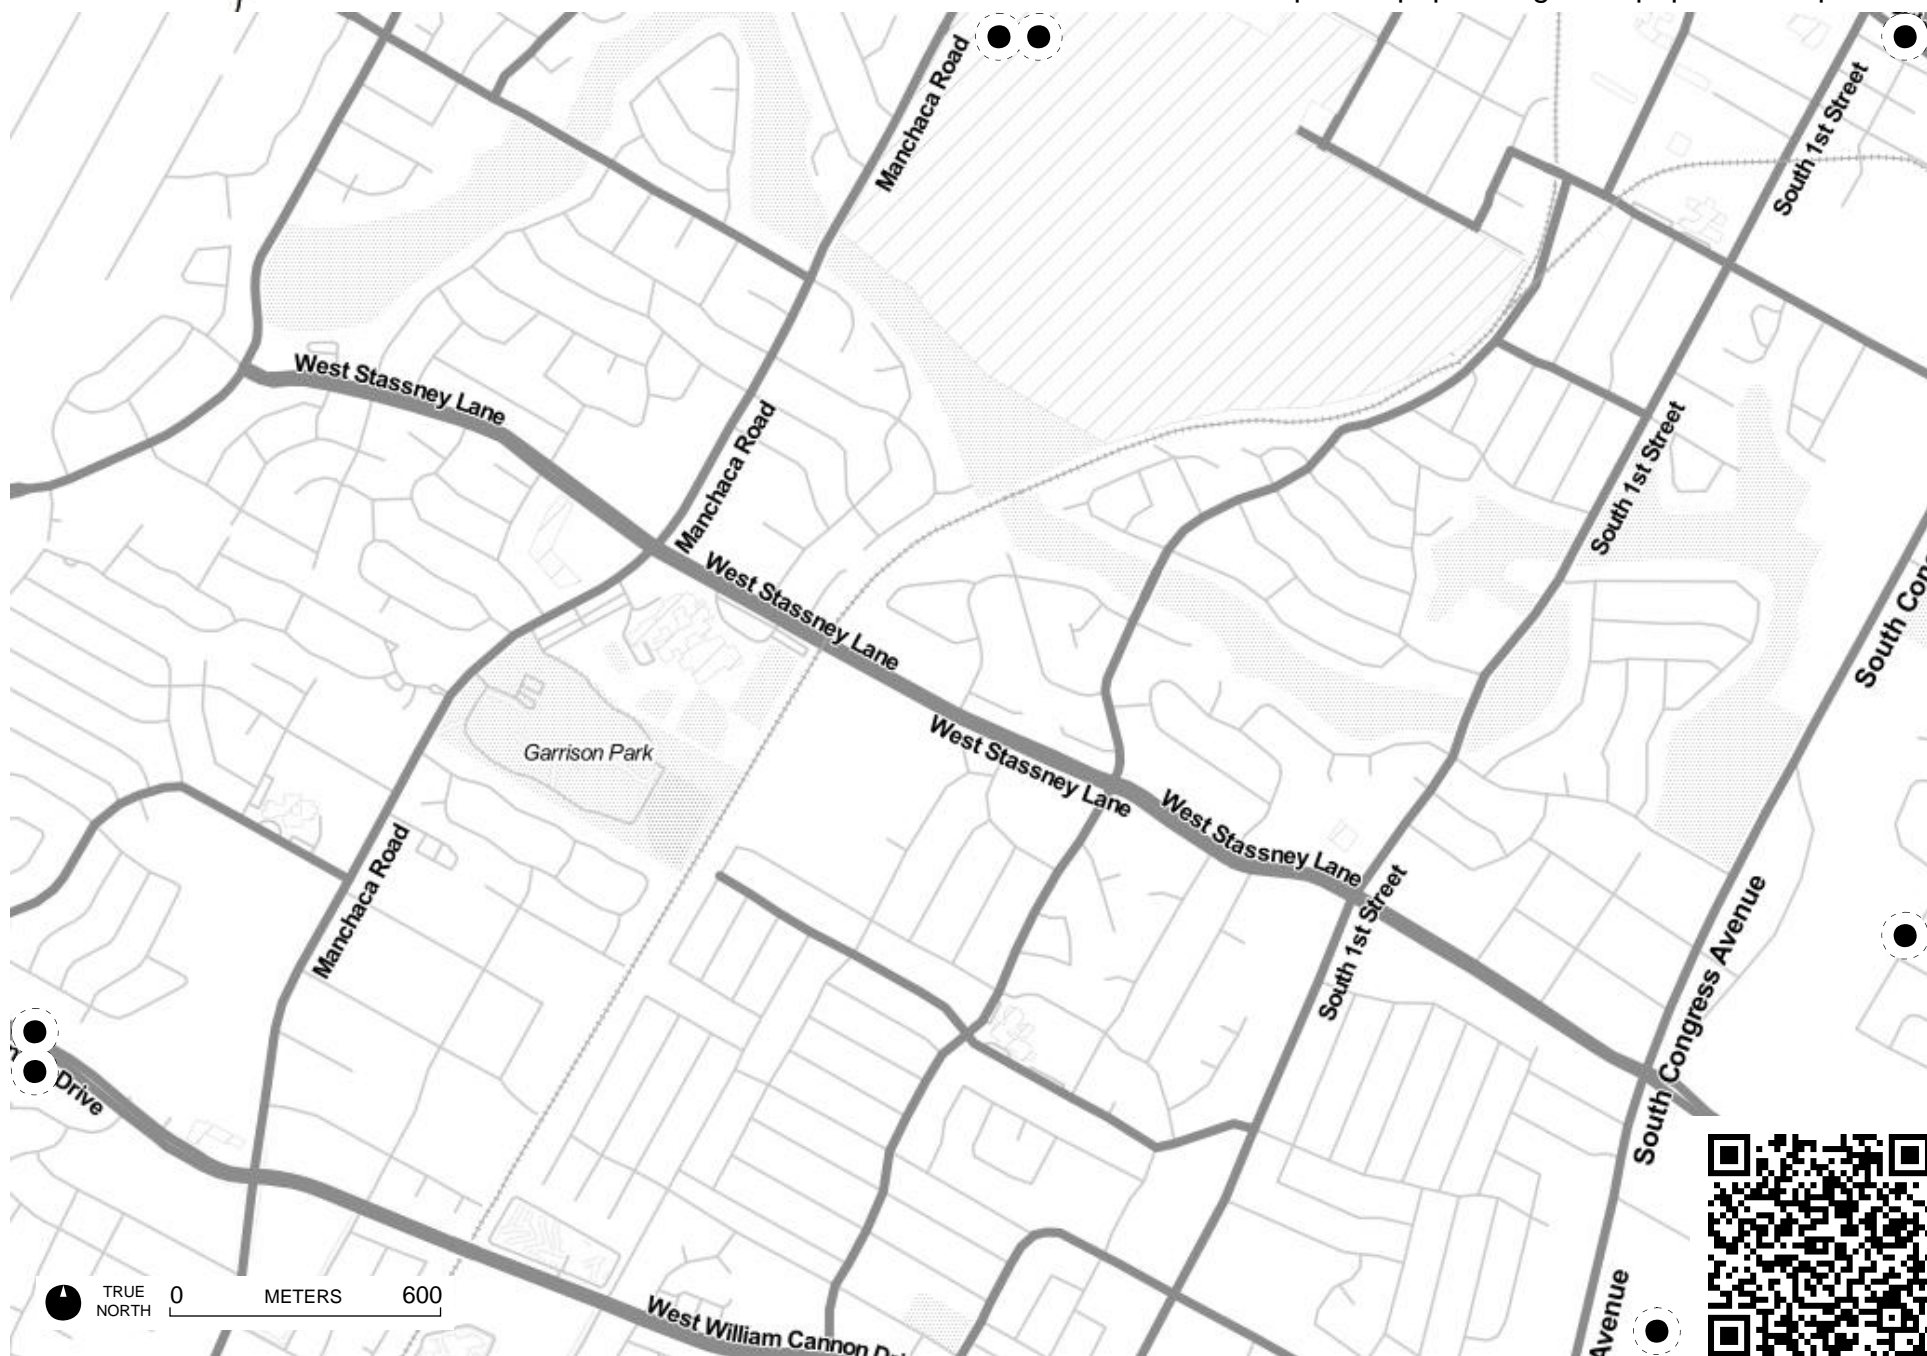 Manchaca Road
South 1st Street
West Stassney Lane
Manchaca Road
South 1st Street
West Stassney Lane
South
Garrison Park
West Stassney Lane
West Stassney Lane
Manchaca Road
South 1st Street
South Congress Avenue
Drive
TRUE
NORTH
0 METERS 600
West William Cannon
Avenue